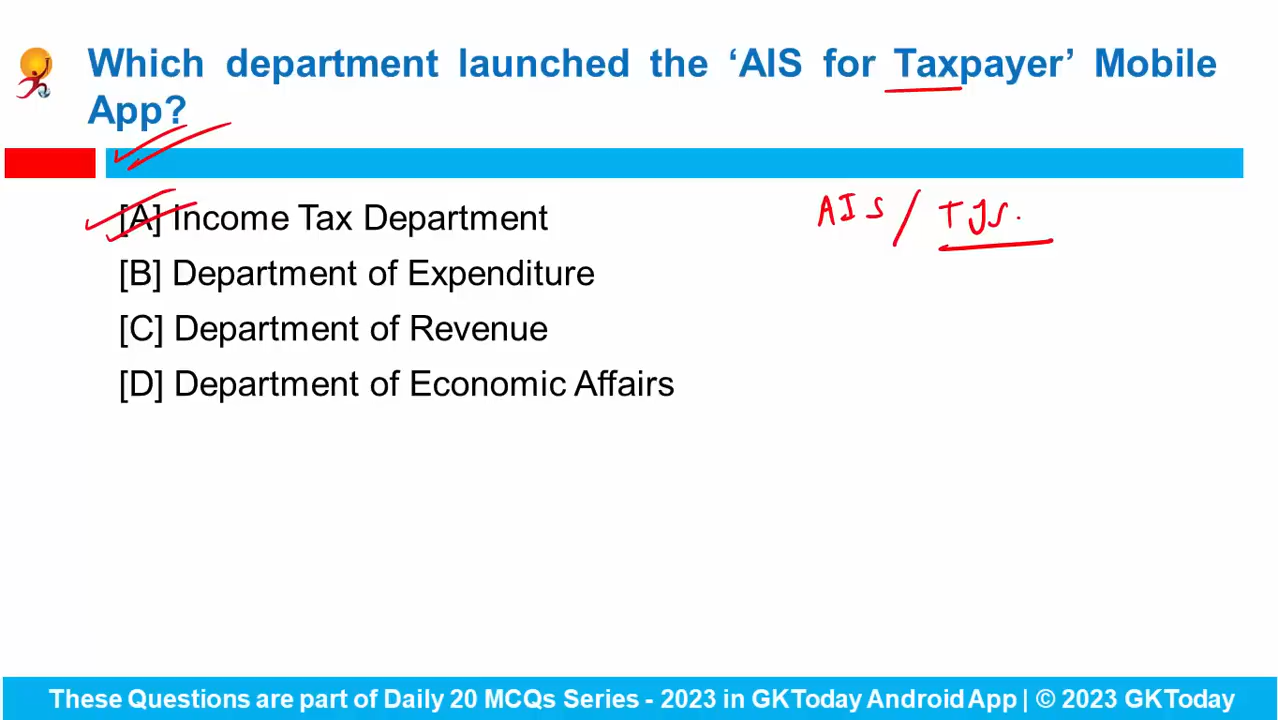 Which department launched the ‘AIS for Taxpayer’ Mobile
App?
[A] Income Tax Department
AIS / TIS.
[B] Department of Expenditure
[C] Department of Revenue
[D] Department of Economic Affairs
These Questions are part of Daily 20 MCQs Series - 2023 in GKToday Android App | © 2023 GKToday